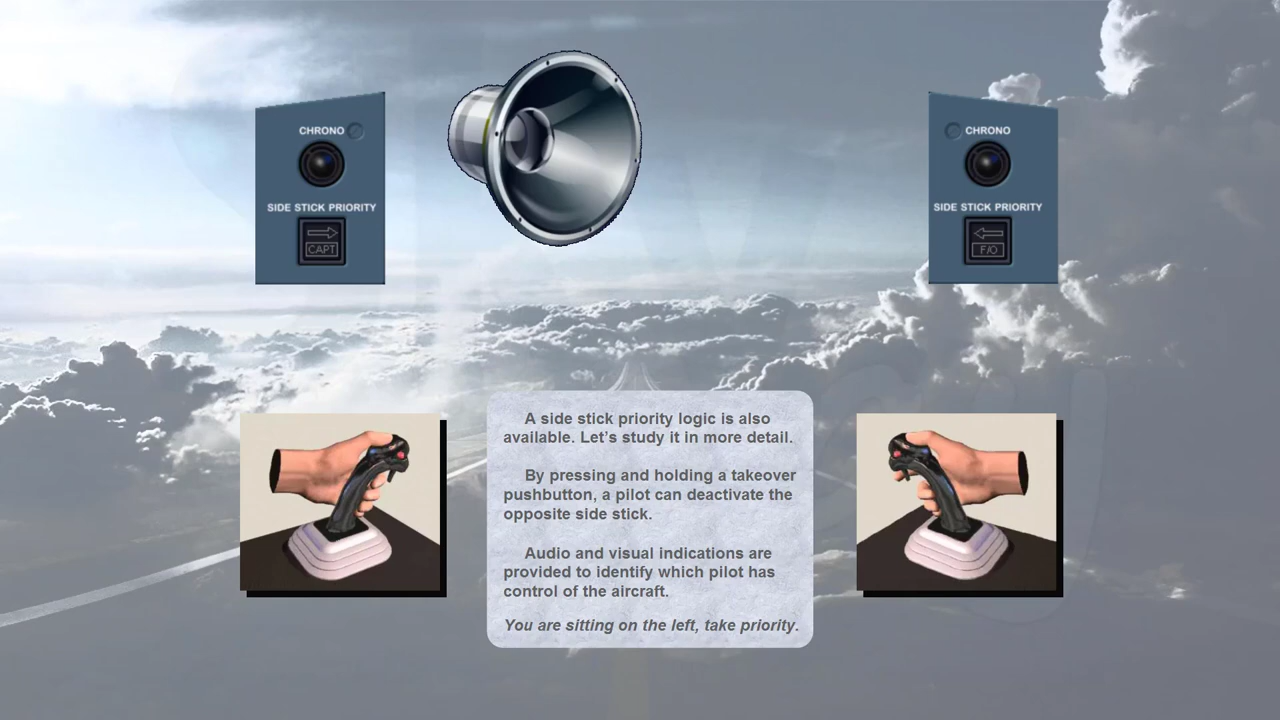 CHRONO
SIDE STICK PRIORITY
CAPT
CHRONO
SIDE STICK PRIORITY
F/O
A side stick priority logic is also
available. Let’s study it in more detail.
By pressing and holding a takeover
pushbutton, a pilot can deactivate the
opposite side stick.
Audio and visual indications are
provided to identify which pilot has
control of the aircraft.
You are sitting on the left, take priority.